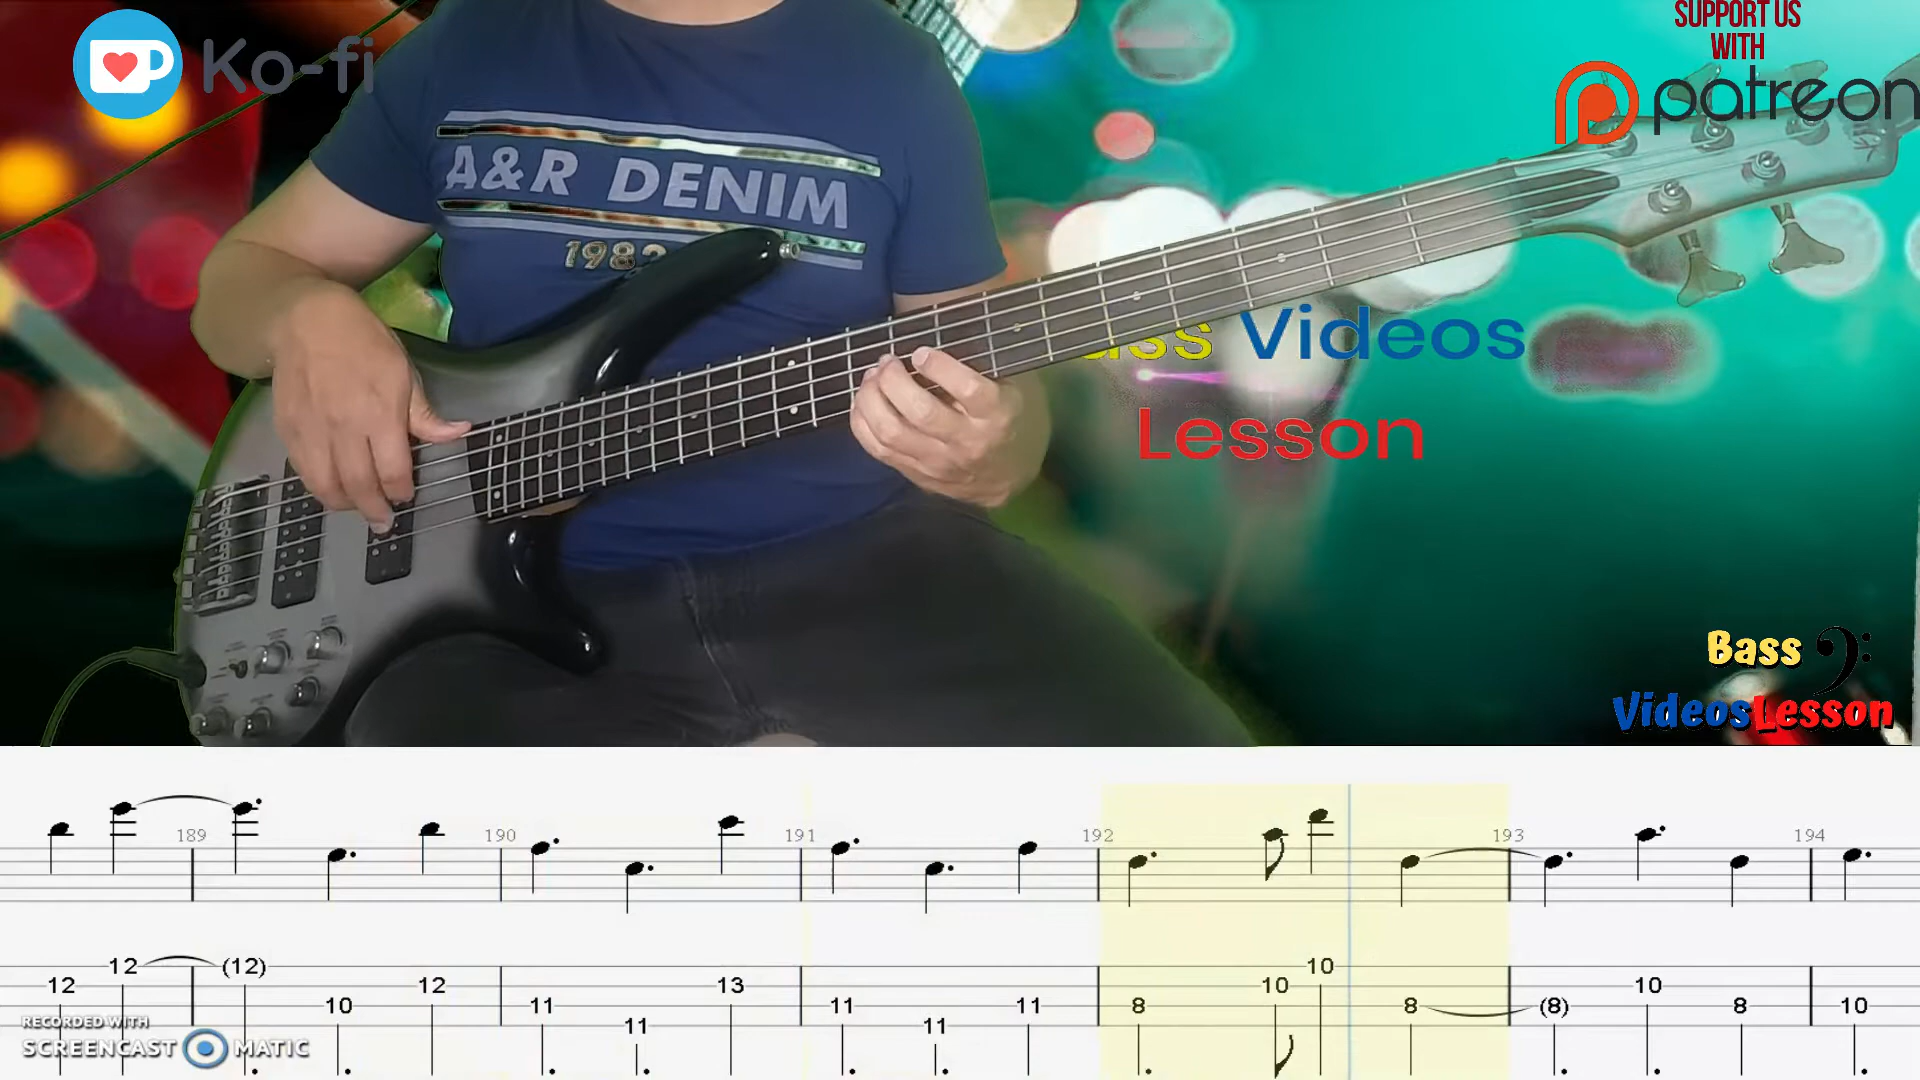 Ko-fi
SUPPORT US
WITH
patreon
A&R DENIM
1982
Videos
Lesson
Bass
VideosLesson
189 190 191 192 193 194
12 12 (12) 10 12 11 11 13 11 11 11 8 10 10 8 (8) 10 8 10
RECORDED WITH
SCREENCAST MATIC